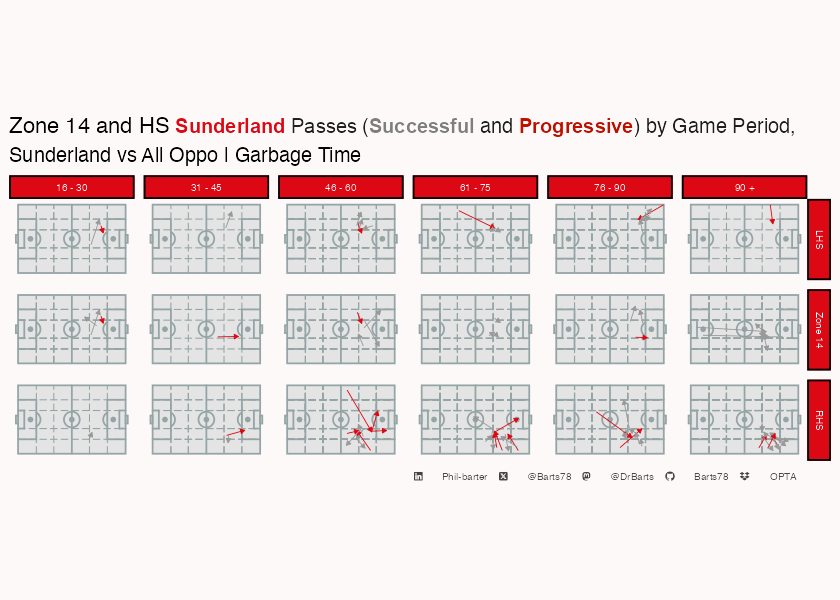 Zone 14 and HS Sunderland Passes (Successful and Progressive) by Game Period,
Sunderland vs All Oppo I Garbage Time
16 - 30 31 - 45 46 - 60 61 - 75 76 - 90 90 +
LHS
Zone 14
RHS
Phil-barter @Barts78 @DrBarts Barts78 OPTA